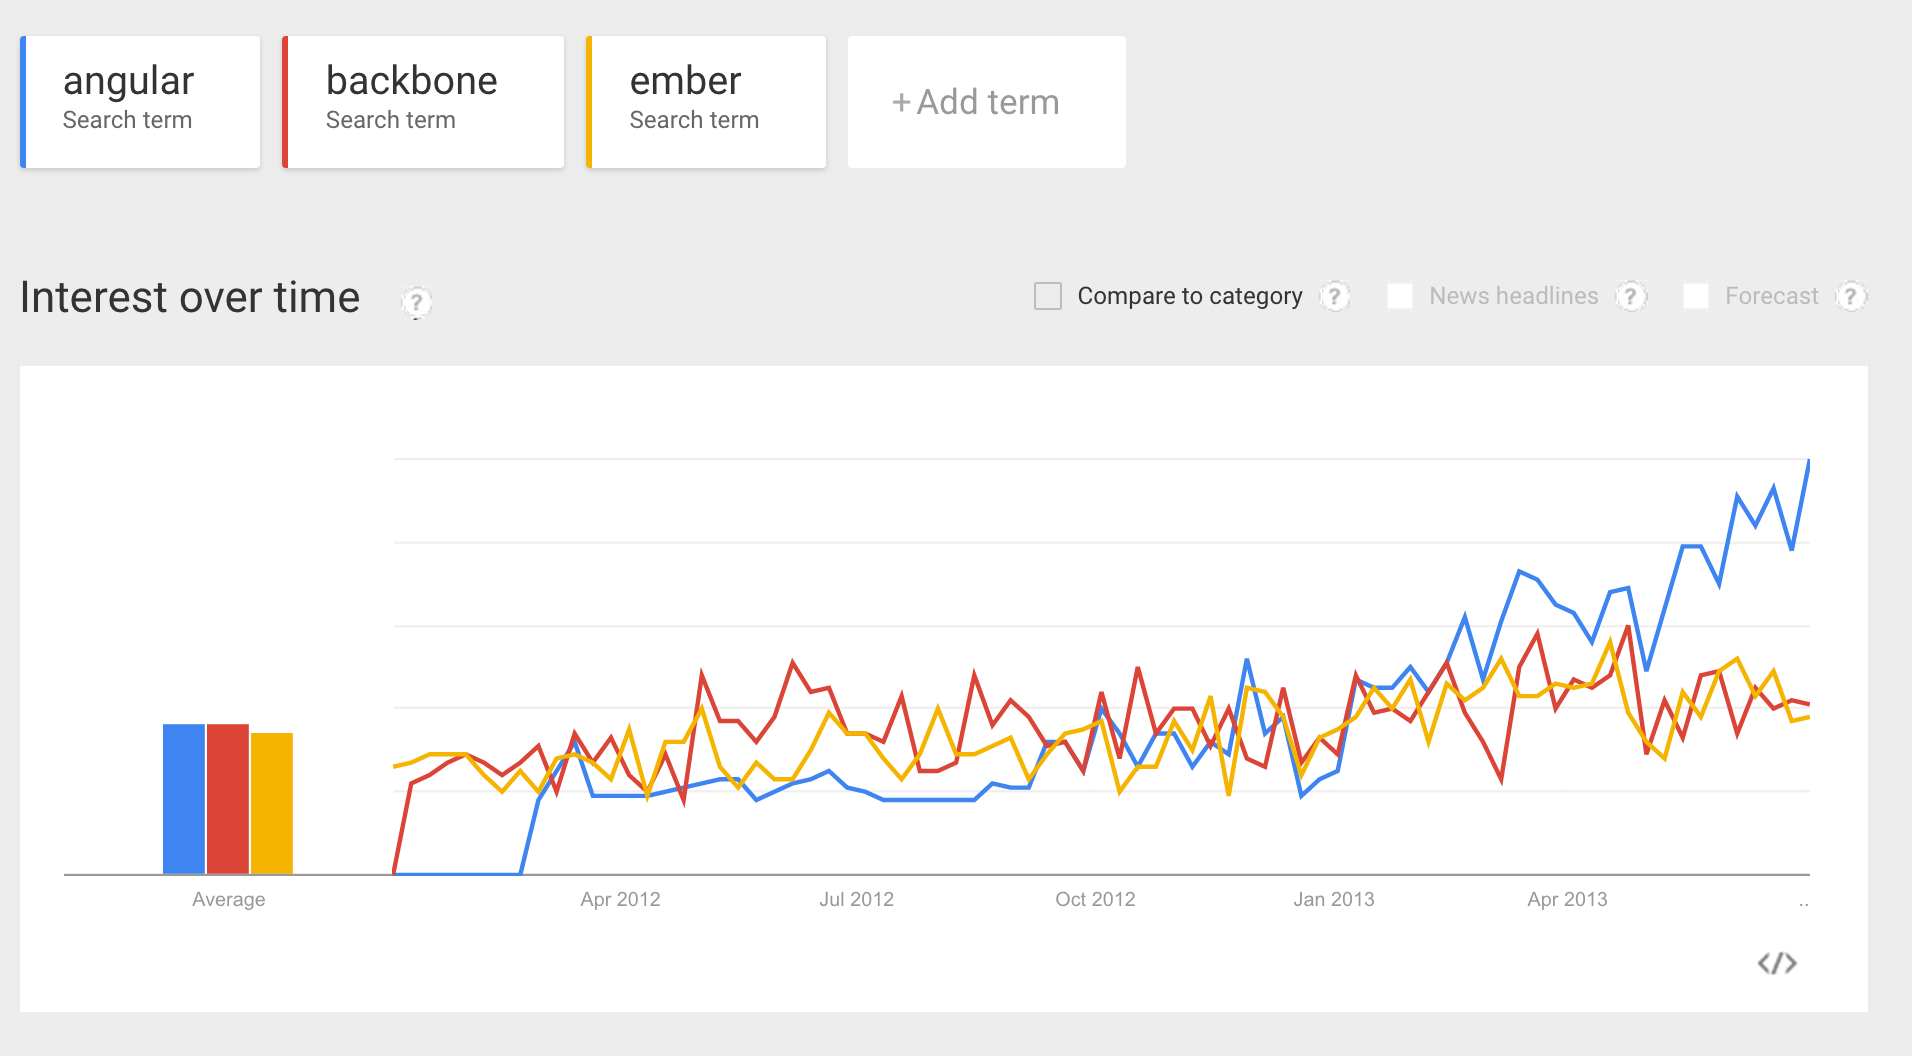 angular
Search term
backbone
Search term
ember
Search term
+ Add term
Interest over time ?
Compare to category ?
News headlines ?
Forecast ?
Average
Apr 2012
Jul 2012
Oct 2012
Jan 2013
Apr 2013
..
</>